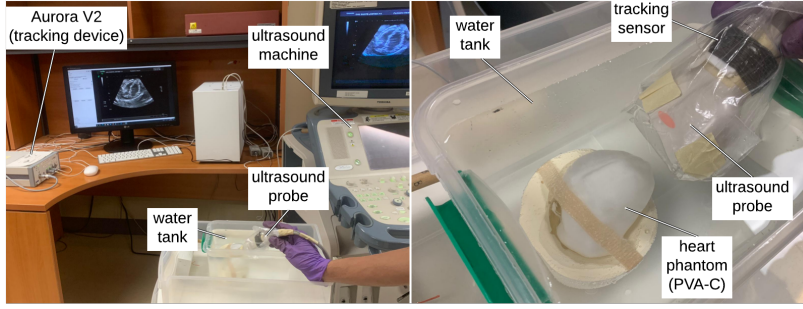 Aurora V2
(tracking device)
ultrasound
machine
ultrasound
probe
water
tank
tracking
sensor
water
tank
ultrasound
probe
heart
phantom
(PVA-C)